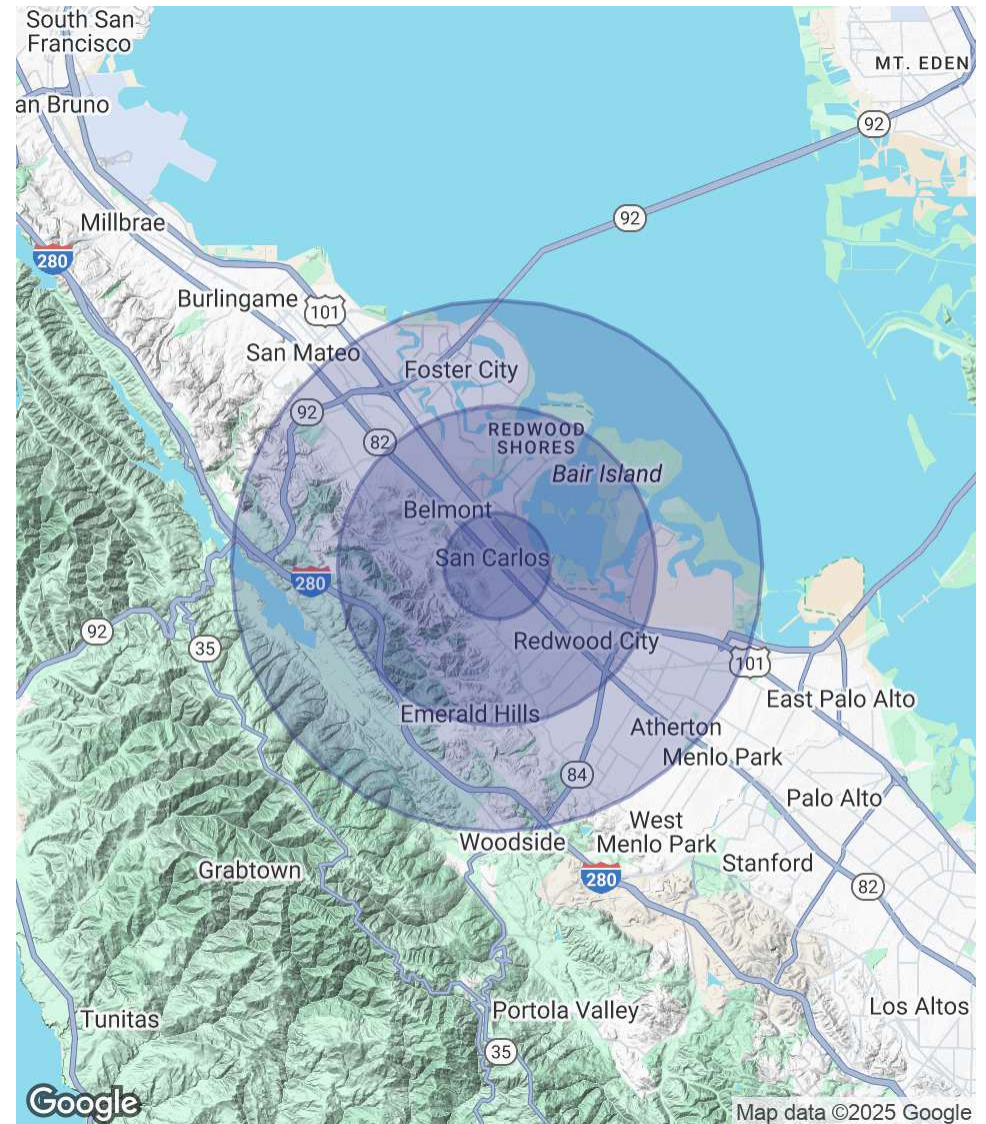 South San
Francisco
MT. EDEN
an Bruno
92
92
Millbrae
280
Burlingame
101
San Mateo
Foster City
92
82
REDWOOD
SHORES
Bair Island
Belmont
San Carlos
280
92
35
Redwood City
101
East Palo Alto
Emerald Hills
Atherton
Menlo Park
84
Palo Alto
West
Menlo Park
Woodside
Stanford
Grabtown
280
82
Portola Valley
Los Altos
Tunitas
35
Google
Map data ©2025 Google